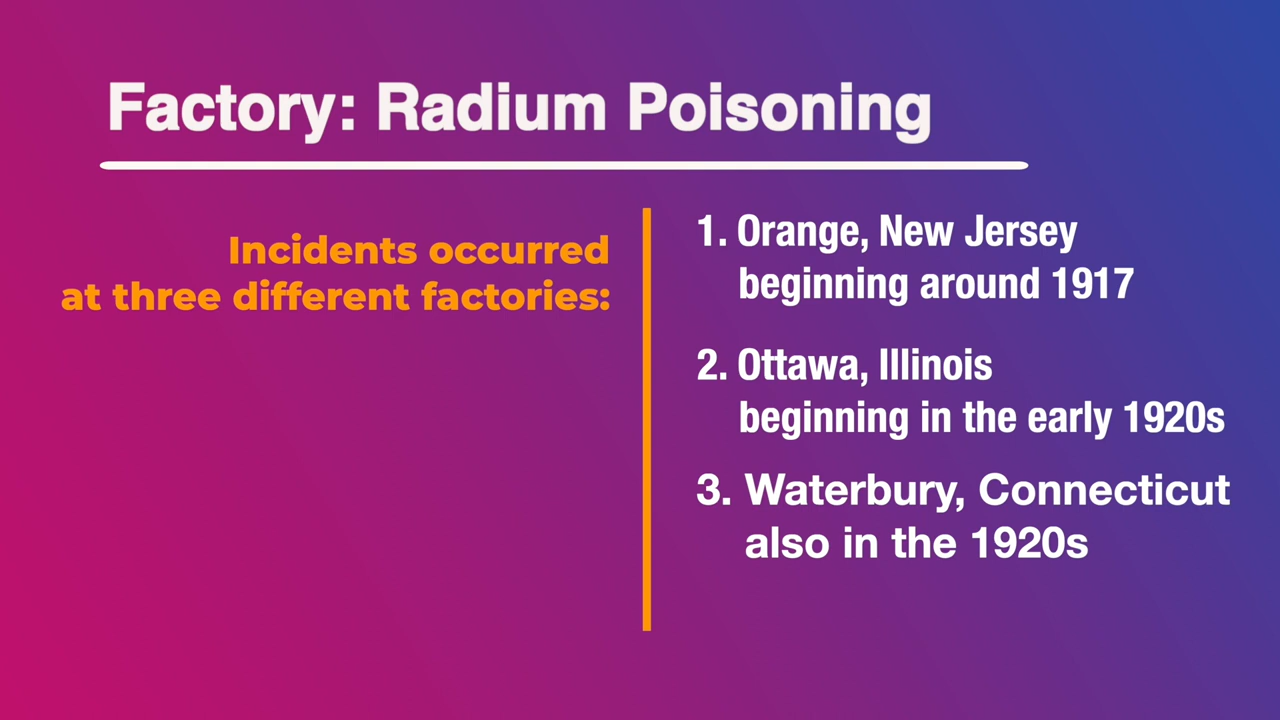 Factory: Radium Poisoning
Incidents occurred
at three different factories:
1. Orange, New Jersey
beginning around 1917
2. Ottawa, Illinois
beginning in the early 1920s
3. Waterbury, Connecticut
also in the 1920s